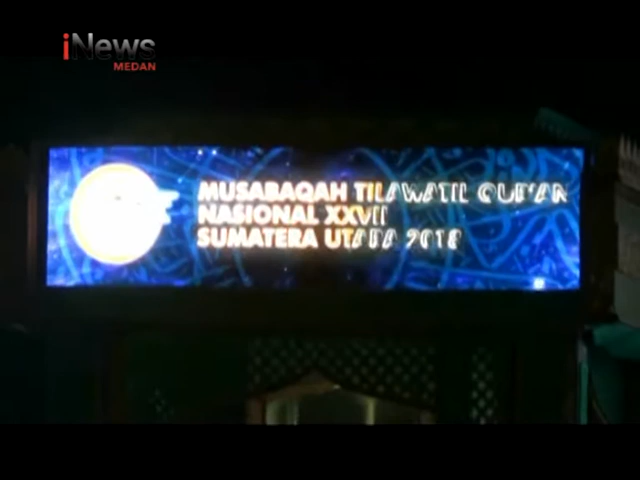 iNews
MEDAN
MUSABAQAH TILAWATIL QUR'AN
NASIONAL XXVII
SUMATERA UTARA 2018